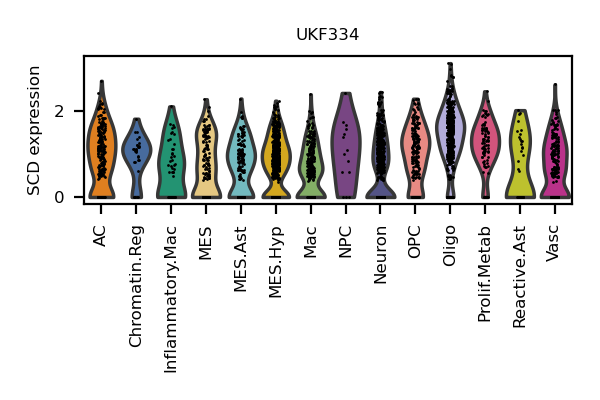 UKF334
SCD expression
2
0
AC
Chromatin.Reg
Inflammatory.Mac
MES
MES.Ast
MES.Hyp
Mac
NPC
Neuron
OPC
Oligo
Prolif.Metab
Reactive.Ast
Vasc